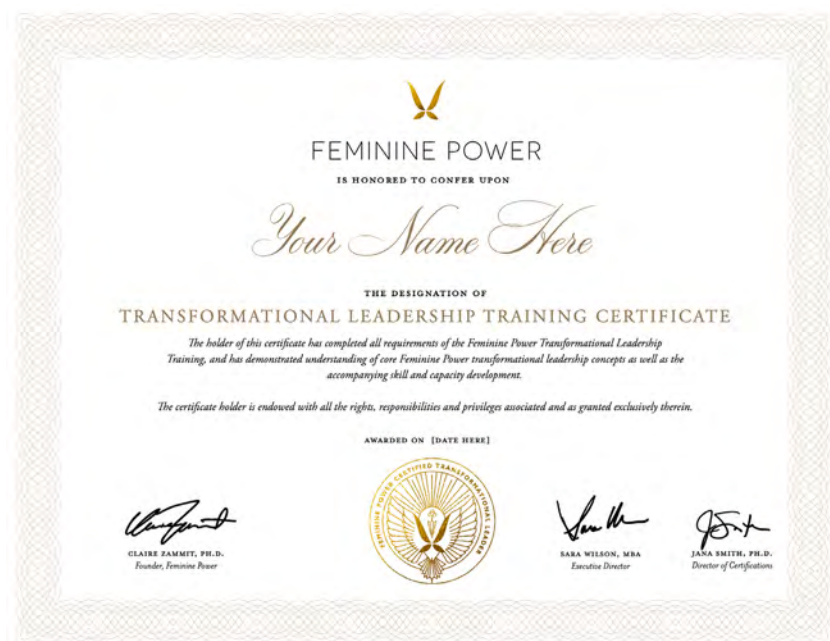 FEMININE POWER
IS HONORED TO CONFER UPON
Your Name Here
THE DESIGNATION OF
TRANSFORMATIONAL LEADERSHIP TRAINING CERTIFICATE
The holder of this certificate has completed all requirements of the Feminine Power Transformational Leadership
Training, and has demonstrated understanding of core Feminine Power transformational leadership concepts as well as the
accompanying skill and capacity development.
The certificate holder is endowed with all the rights, responsibilities and privileges associated and as granted exclusively therein.
AWARDED ON [DATE HERE]
FEMININE POWER CERTIFIED TRANSFORMATIONAL LEADER
CLAIRE ZAMMIT, PH.D.
Founder, Feminine Power
SARA WILSON, MBA
Executive Director
JANA SMITH, PH.D.
Director of Certifications